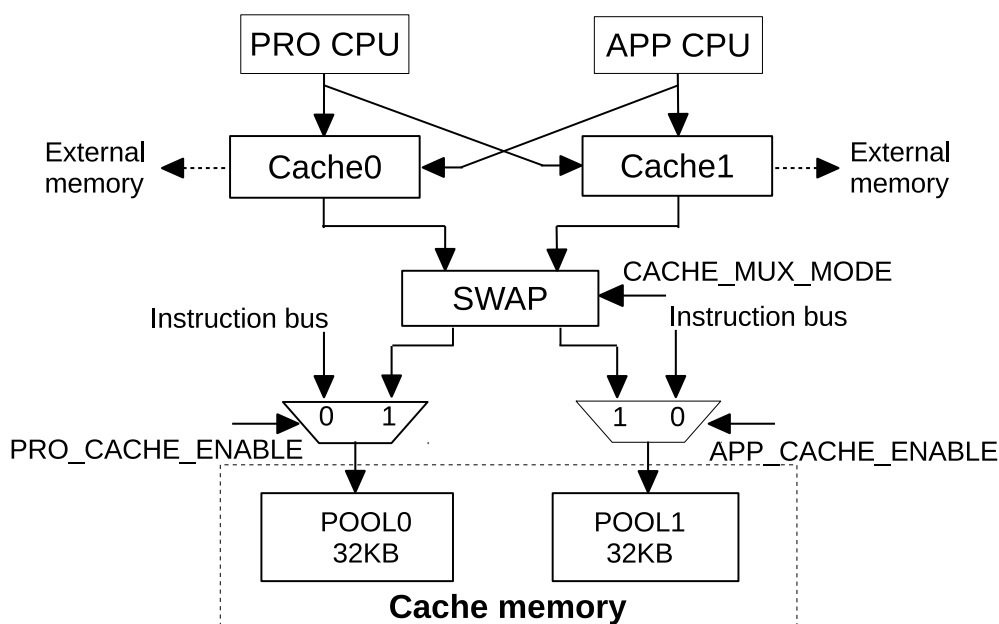 PRO CPU
APP CPU
External
memory
Cache0
Cache1
External
memory
SWAP
CACHE_MUX_MODE
Instruction bus
Instruction bus
0 1
1 0
PRO_CACHE_ENABLE
APP_CACHE_ENABLE
POOL0
32KB
POOL1
32KB
Cache memory